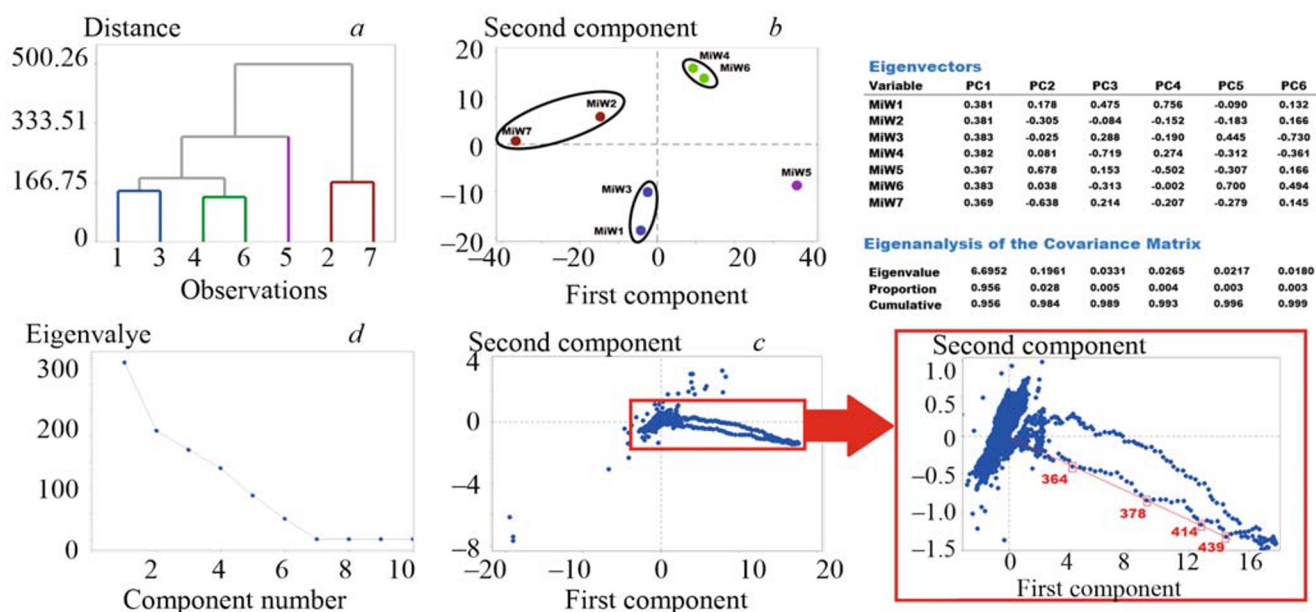 Distance a
500.26
333.51
166.75
0
1 3 4 6 5 2 7
Observations
Second component b
20
10
0
−10
−20
MiW4
MiW6
MiW2
MiW7
MiW5
MiW3
MiW1
−40 −20 0 20 40
First component
Eigenvectors
Variable PC1 PC2 PC3 PC4 PC5 PC6
MiW1 0.381 0.178 0.475 0.756 -0.090 0.132
MiW2 0.381 -0.305 -0.084 -0.152 -0.183 0.166
MiW3 0.383 -0.025 0.288 -0.190 0.445 -0.730
MiW4 0.382 0.081 -0.719 0.274 -0.312 -0.361
MiW5 0.367 0.678 0.153 -0.502 -0.307 0.166
MiW6 0.383 0.038 -0.313 -0.002 0.700 0.494
MiW7 0.369 -0.638 0.214 -0.207 -0.279 0.145
Eigenanalysis of the Covariance Matrix
Eigenvalue 6.6952 0.1961 0.0331 0.0265 0.0217 0.0180
Proportion 0.956 0.028 0.005 0.004 0.003 0.003
Cumulative 0.956 0.984 0.989 0.993 0.996 0.999
Eigenvalye d
300
200
100
0
2 4 6 8 10
Component number
Second component c
4
0
−4
−8
−20 −10 0 10 20
First component
Second component
1.0
0.5
0
−0.5
−1.0
−1.5
364
378
414
439
0 4 8 12 16
First component